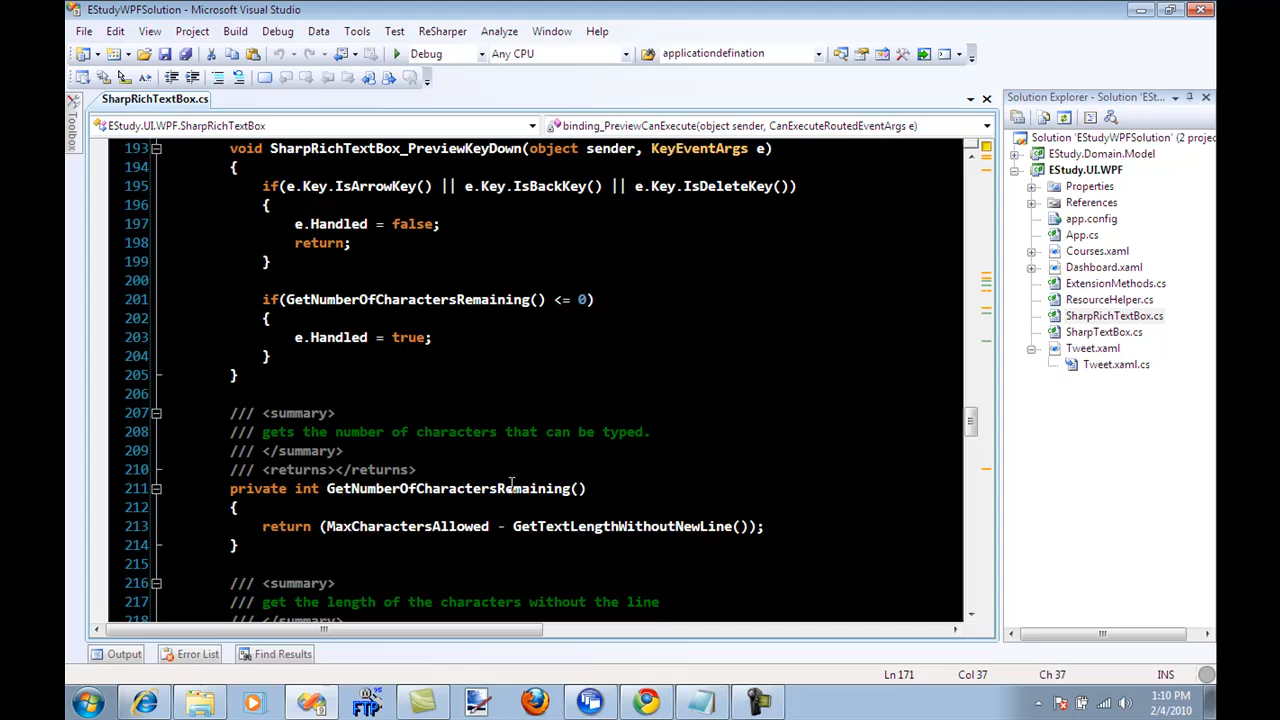 EStudyWPFSolution - Microsoft Visual Studio
File Edit View Project Build Debug Data Tools Test ReSharper Analyze Window Help
Debug Any CPU applicationdefination
SharpRichTextBox.cs
EStudy.UI.WPF.SharpRichTextBox binding_PreviewCanExecute(object sender, CanExecuteRoutedEventArgs e)
193 void SharpRichTextBox_PreviewKeyDown(object sender, KeyEventArgs e)
194 {
195 if(e.Key.IsArrowKey() || e.Key.IsBackKey() || e.Key.IsDeleteKey())
196 {
197 e.Handled = false;
198 return;
199 }
200
201 if(GetNumberOfCharactersRemaining() <= 0)
202 {
203 e.Handled = true;
204 }
205 }
206
207 /// <summary>
208 /// gets the number of characters that can be typed.
209 /// </summary>
210 /// <returns></returns>
211 private int GetNumberOfCharactersRemaining()
212 {
213 return (MaxCharactersAllowed - GetTextLengthWithoutNewLine());
214 }
215
216 /// <summary>
217 /// get the length of the characters without the line
218 /// </summary>
Toolbox
Solution Explorer - Solution 'ESt...
Solution 'EStudyWPFSolution' (2 proje
EStudy.Domain.Model
EStudy.UI.WPF
Properties
References
app.config
App.cs
Courses.xaml
Dashboard.xaml
ExtensionMethods.cs
ResourceHelper.cs
SharpRichTextBox.cs
SharpTextBox.cs
Tweet.xaml
Tweet.xaml.cs
Output Error List Find Results
Ln 171 Col 37 Ch 37 INS
FTP
1:10 PM
2/4/2010